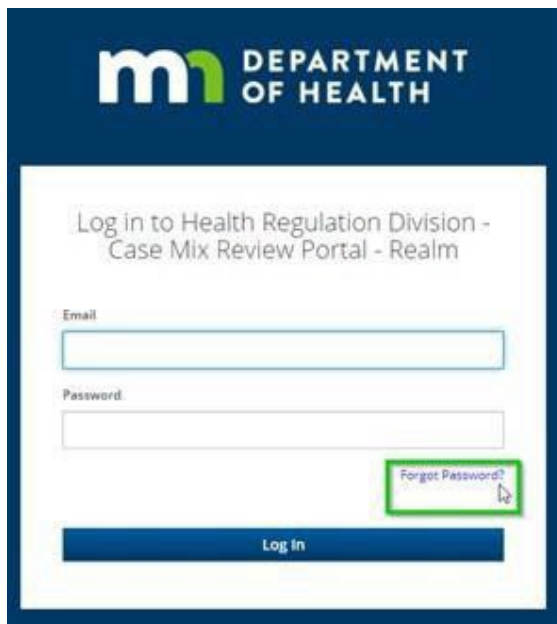 mn DEPARTMENT
OF HEALTH
Log in to Health Regulation Division -
Case Mix Review Portal - Realm
Email
Password
Forgot Password?
Log In